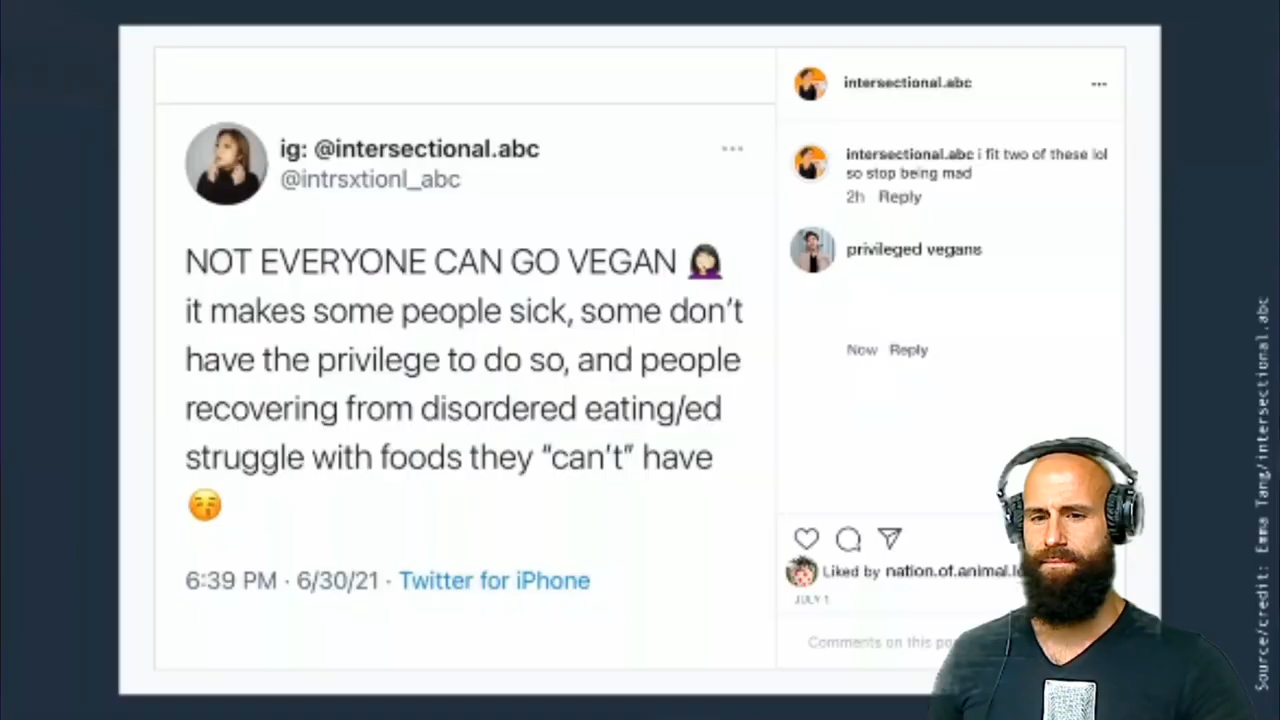 ig: @intersectional.abc
@intrsxtionl_abc
NOT EVERYONE CAN GO VEGAN 🤦🏻‍♀️
it makes some people sick, some don't
have the privilege to do so, and people
recovering from disordered eating/ed
struggle with foods they "can't" have
😚
6:39 PM · 6/30/21 · Twitter for iPhone
intersectional.abc
intersectional.abc i fit two of these lol
so stop being mad
2h Reply
privileged vegans
Now Reply
Liked by nation.of.animal.
JULY 1
Comments on this
Source/credit: Emma Tang/intersectional.abc